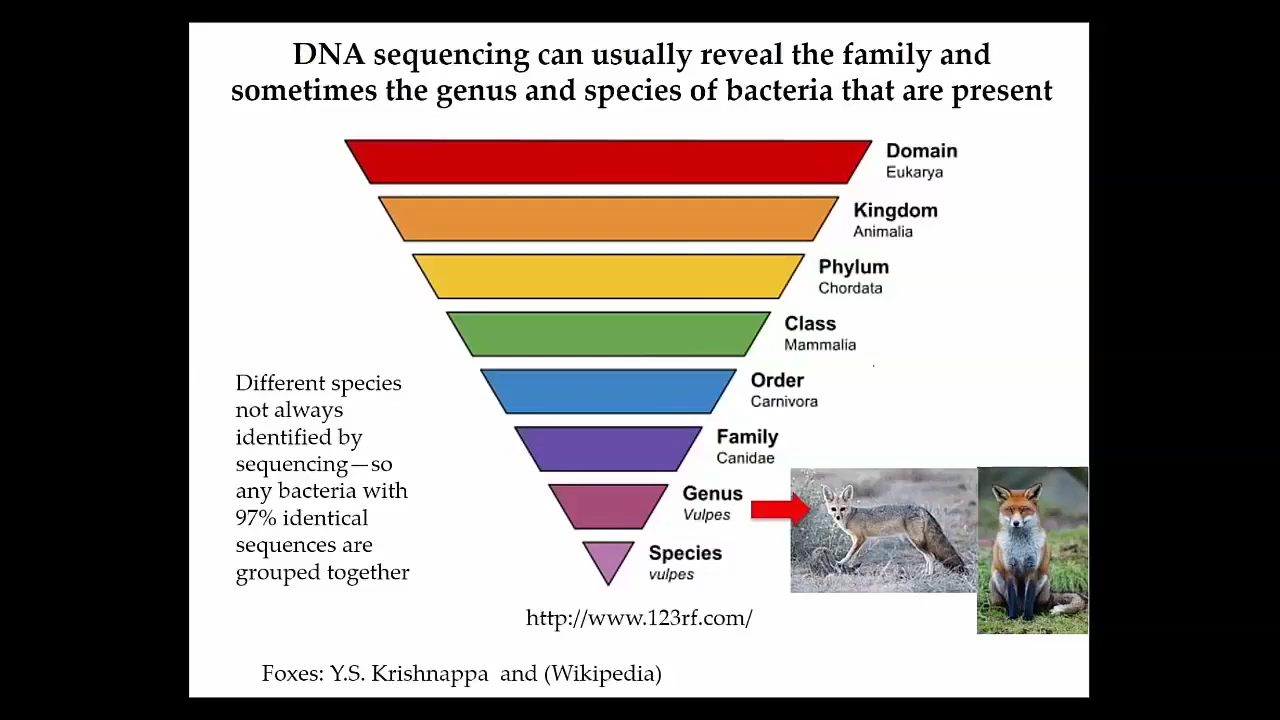 DNA sequencing can usually reveal the family and
sometimes the genus and species of bacteria that are present
Domain
Eukarya
Kingdom
Animalia
Phylum
Chordata
Class
Mammalia
Order
Carnivora
Family
Canidae
Genus
Vulpes
Species
vulpes
Different species
not always
identified by
sequencing—so
any bacteria with
97% identical
sequences are
grouped together
http://www.123rf.com/
Foxes: Y.S. Krishnappa and (Wikipedia)